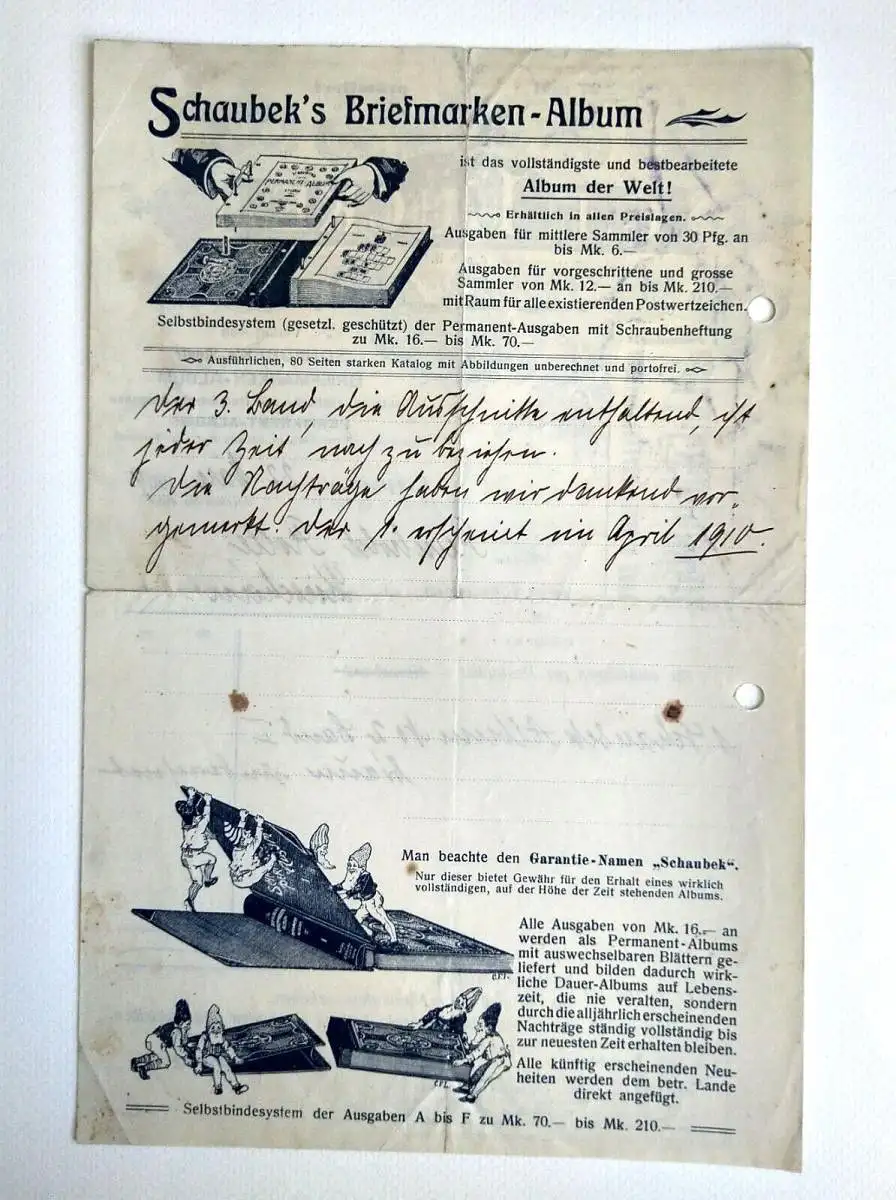 Schaubek's Briefmarken-Album
PERMANENT-ALBUM
ist das vollständigste und bestbearbeitete
Album der Welt!
Erhältlich in allen Preislagen.
Ausgaben für mittlere Sammler von 30 Pfg. an
bis Mk. 6.—
Ausgaben für vorgeschrittene und grosse
Sammler von Mk. 12.— an bis Mk. 210.—
mit Raum für alle existierenden Postwertzeichen.
Selbstbindesystem (gesetzl. geschützt) der Permanent-Ausgaben mit Schraubenheftung
zu Mk. 16.— bis Mk. 70.—
Ausführlichen, 80 Seiten starken Katalog mit Abbildungen unberechnet und portofrei.
Der 3. Band, die Ausschnitte enthaltend, ist
jeder Zeit nach zu beziehen.
Die Nachträge haben wir dankend vor-
gemerkt. Der 1. erscheint im April 1910.
Man beachte den Garantie-Namen „Schaubek“.
Nur dieser bietet Gewähr für den Erhalt eines wirklich
vollständigen, auf der Höhe der Zeit stehenden Albums.
Alle Ausgaben von Mk. 16.— an
werden als Permanent-Albums
mit auswechselbaren Blättern ge-
liefert und bilden dadurch wirk-
liche Dauer-Albums auf Lebens-
zeit, die nie veralten, sondern
durch die alljährlich erscheinenden
Nachträge ständig vollständig bis
zur neuesten Zeit erhalten bleiben.
Alle künftig erscheinenden Neu-
heiten werden dem betr. Lande
direkt angefügt.
Selbstbindesystem der Ausgaben A bis F zu Mk. 70.— bis Mk. 210.—